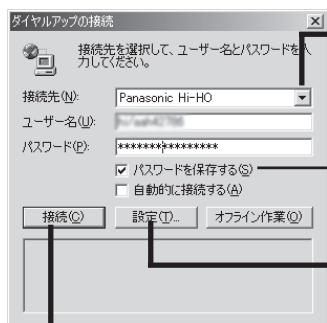 ダイヤルアップの接続
接続先を選択して、ユーザー名とパスワードを入
力してください。
接続先(N): Panasonic Hi-HO
ユーザー名(U):
パスワード(P): *****************
パスワードを保存する(S)
自動的に接続する(A)
接続(C) 設定(T)... オフライン作業(O)